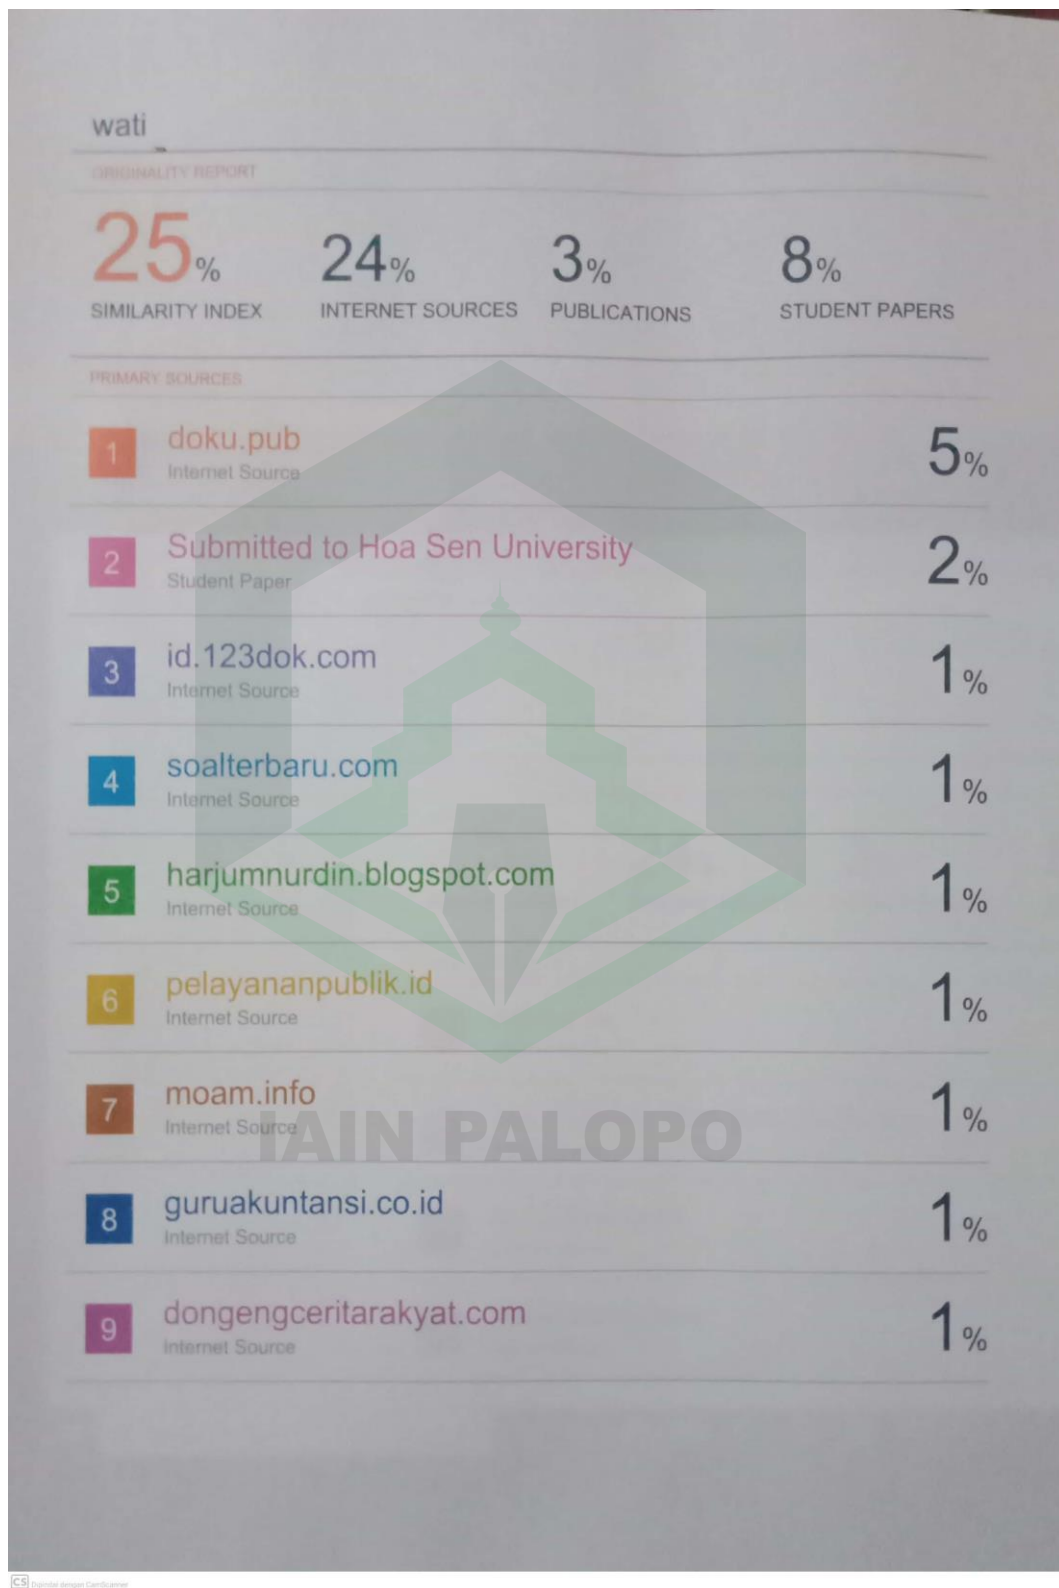 wati
ORIGINALITY REPORT
25%
SIMILARITY INDEX
24%
INTERNET SOURCES
3%
PUBLICATIONS
8%
STUDENT PAPERS
PRIMARY SOURCES
1
doku.pub
Internet Source
5%
2
Submitted to Hoa Sen University
Student Paper
2%
3
id.123dok.com
Internet Source
1%
4
soalterbaru.com
Internet Source
1%
5
harjumnurdin.blogspot.com
Internet Source
1%
6
pelayananpublik.id
Internet Source
1%
7
moam.info
Internet Source
1%
IAIN PALOPO
8
guruakuntansi.co.id
Internet Source
1%
9
dongengceritarakyat.com
Internet Source
1%
CS Dipindai dengan CamScanner